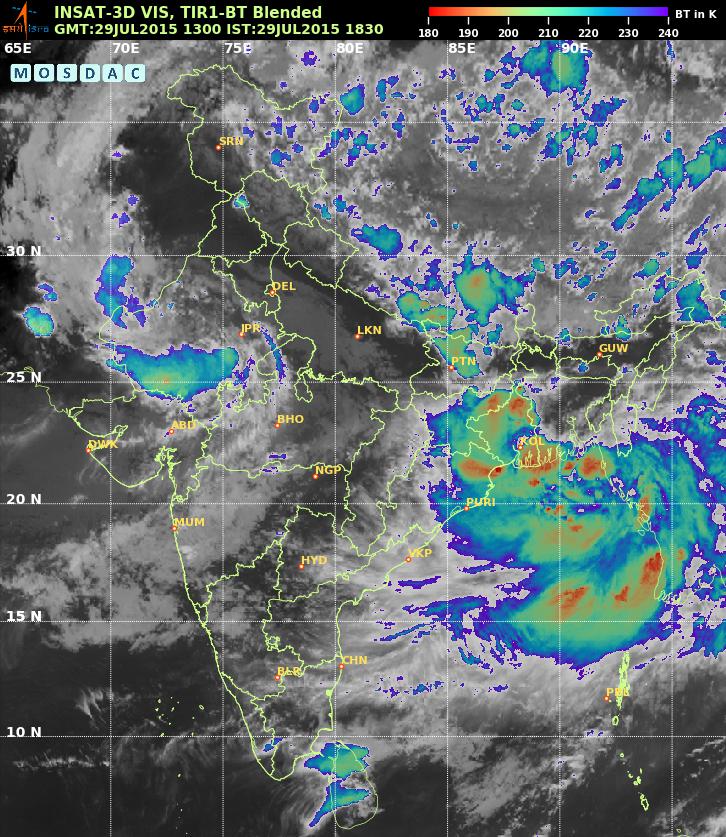 INSAT-3D VIS, TIR1-BT Blended
GMT:29JUL2015 1300 IST:29JUL2015 1830
BT in K
180 190 200 210 220 230 240
65E 70E 75E 80E 85E 90E
M O S D A C
SRN
30 N
DEL
JPR
LKN
GUW
PTN
25 N
ABD
BHO
KOL
DWK
NGP
20 N
PURI
MUM
VKP
HYD
15 N
CHN
BLR
PBL
10 N